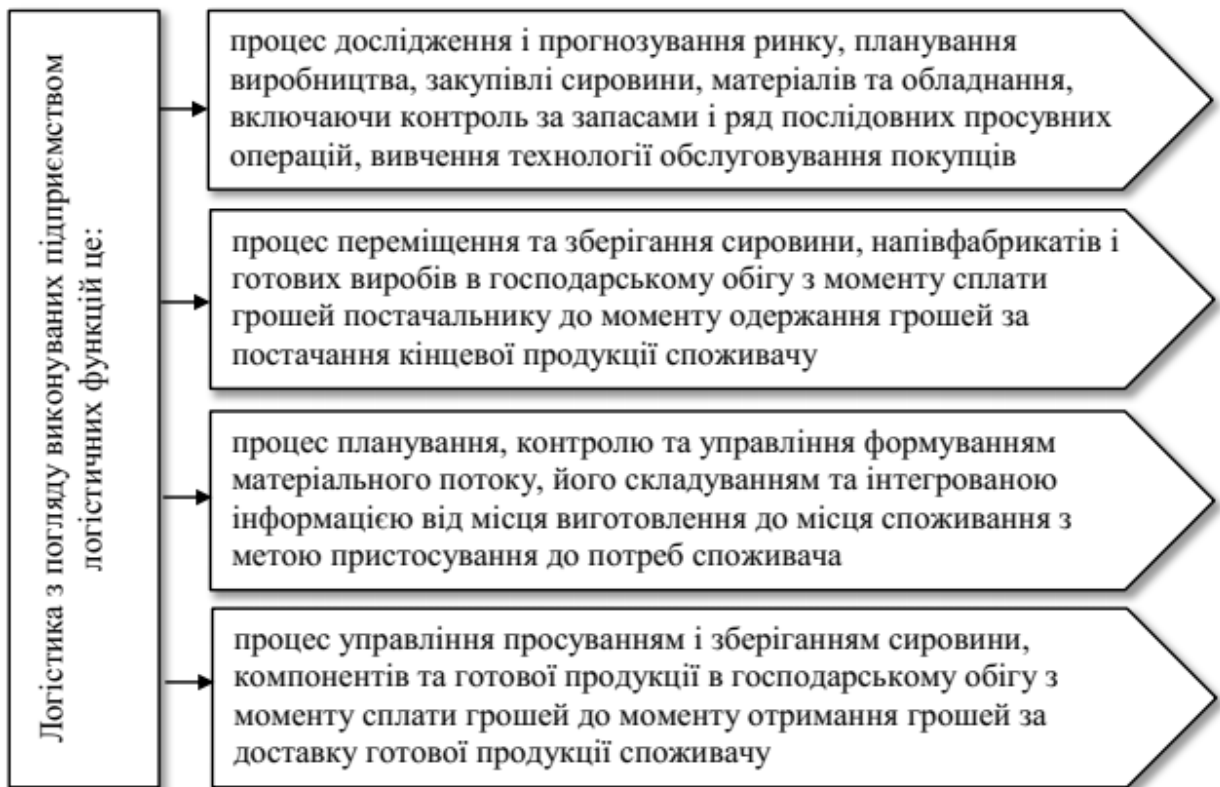 Логістика з погляду виконуваних підприємством
логістичних функцій це:
процес дослідження і прогнозування ринку, планування
виробництва, закупівлі сировини, матеріалів та обладнання,
включаючи контроль за запасами і ряд послідовних просувних
операцій, вивчення технології обслуговування покупців
процес переміщення та зберігання сировини, напівфабрикатів і
готових виробів в господарському обігу з моменту сплати
грошей постачальнику до моменту одержання грошей за
постачання кінцевої продукції споживачу
процес планування, контролю та управління формуванням
матеріального потоку, його складуванням та інтегрованою
інформацією від місця виготовлення до місця споживання з
метою пристосування до потреб споживача
процес управління просуванням і зберіганням сировини,
компонентів та готової продукції в господарському обігу з
моменту сплати грошей до моменту отримання грошей за
доставку готової продукції споживачу